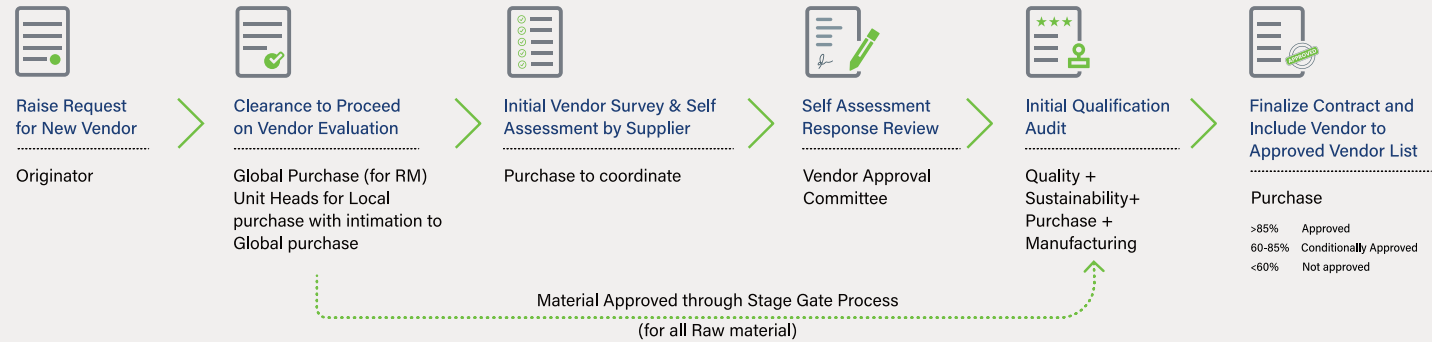 Raise Request
for New Vendor
Originator
Clearance to Proceed
on Vendor Evaluation
Global Purchase (for RM)
Unit Heads for Local
purchase with intimation to
Global purchase
Initial Vendor Survey & Self
Assessment by Supplier
Purchase to coordinate
Self Assessment
Response Review
Vendor Approval
Committee
Initial Qualification
Audit
Quality +
Sustainability+
Purchase +
Manufacturing
APPROVED
Finalize Contract and
Include Vendor to
Approved Vendor List
Purchase
>85% Approved
60-85% Conditionally Approved
<60% Not approved
Material Approved through Stage Gate Process
(for all Raw material)